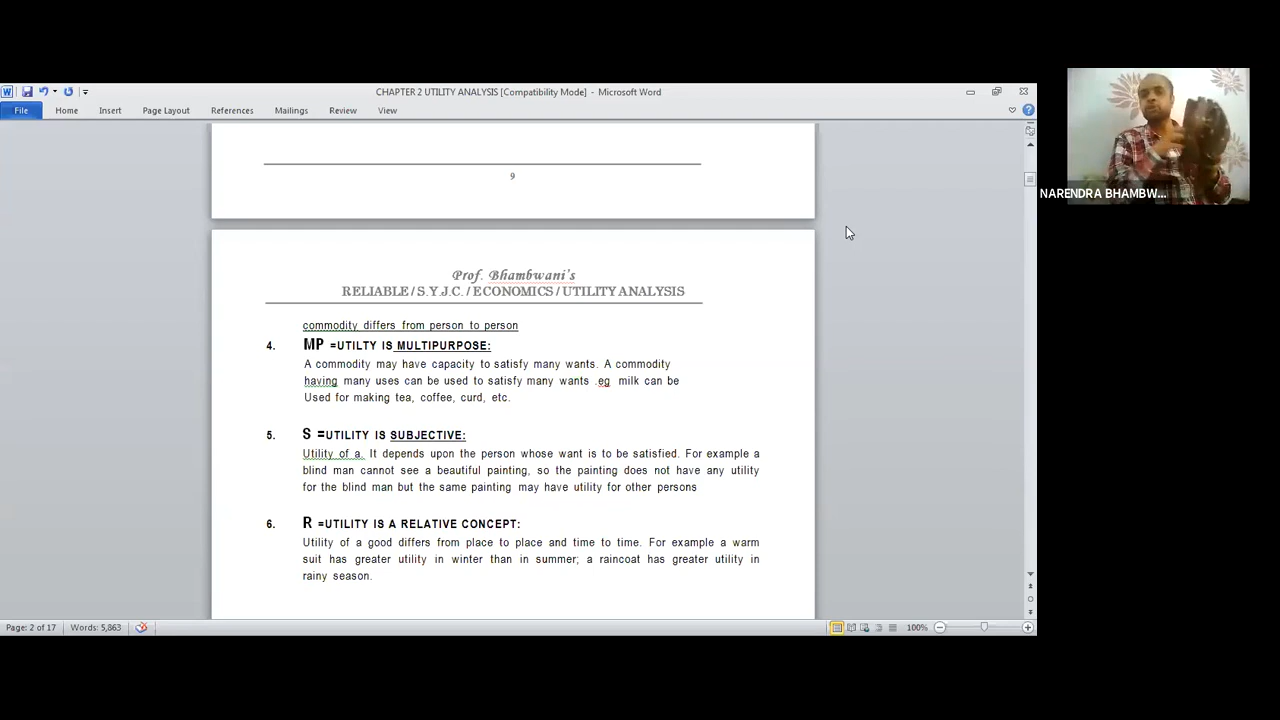 CHAPTER 2 UTILITY ANALYSIS [Compatibility Mode] - Microsoft Word
File Home Insert Page Layout References Mailings Review View
9
NARENDRA BHAMBW...
Prof. Bhambwani's
RELIABLE / S.Y.J.C. / ECONOMICS / UTILITY ANALYSIS
commodity differs from person to person
4. MP =UTILTY IS MULTIPURPOSE:
A commodity may have capacity to satisfy many wants. A commodity
having many uses can be used to satisfy many wants .eg milk can be
Used for making tea, coffee, curd, etc.
5. S =UTILITY IS SUBJECTIVE:
Utility of a. It depends upon the person whose want is to be satisfied. For example a
blind man cannot see a beautiful painting, so the painting does not have any utility
for the blind man but the same painting may have utility for other persons
6. R =UTILITY IS A RELATIVE CONCEPT:
Utility of a good differs from place to place and time to time. For example a warm
suit has greater utility in winter than in summer; a raincoat has greater utility in
rainy season.
Page: 2 of 17 Words: 5,863 100%